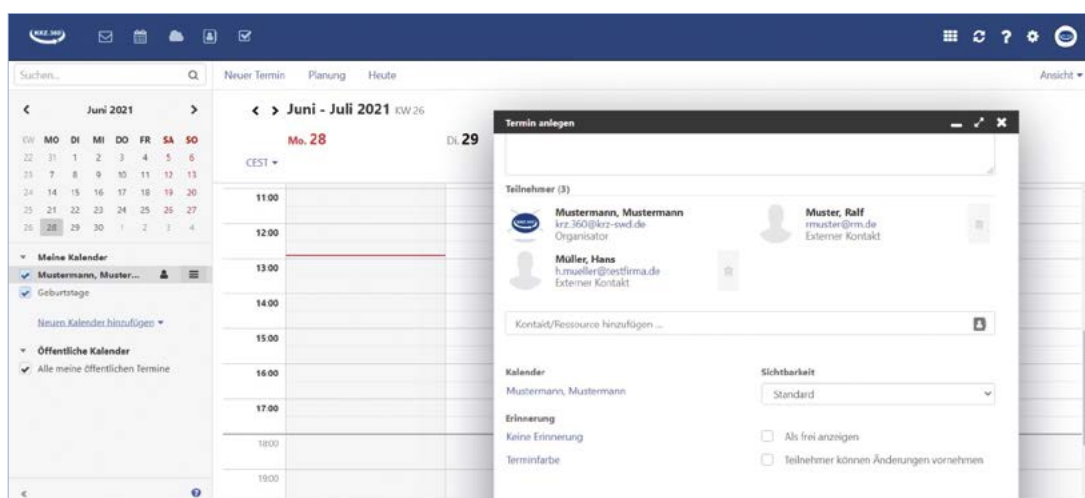 KRZ.360
Suchen...
Neuer Termin Planung Heute
Ansicht
Juni 2021
KW MO DI MI DO FR SA SO
22 31 1 2 3 4 5 6
23 7 8 9 10 11 12 13
24 14 15 16 17 18 19 20
25 21 22 23 24 25 26 27
26 28 29 30 1 2 3 4
Meine Kalender
Mustermann, Muster...
Geburtstage
Neuen Kalender hinzufügen
Öffentliche Kalender
Alle meine öffentlichen Termine
Juni - Juli 2021 KW 26
Mo. 28
Di. 29
CEST
11:00
12:00
13:00
14:00
15:00
16:00
17:00
18:00
19:00
Termin anlegen
Teilnehmer (3)
Mustermann, Mustermann
krz.360@krz-swd.de
Organisator
Muster, Ralf
rmuster@rm.de
Externer Kontakt
Müller, Hans
h.mueller@testfirma.de
Externer Kontakt
Kontakt/Ressource hinzufügen ...
Kalender
Mustermann, Mustermann
Sichtbarkeit
Standard
Erinnerung
Keine Erinnerung
Als frei anzeigen
Terminfarbe
Teilnehmer können Änderungen vornehmen